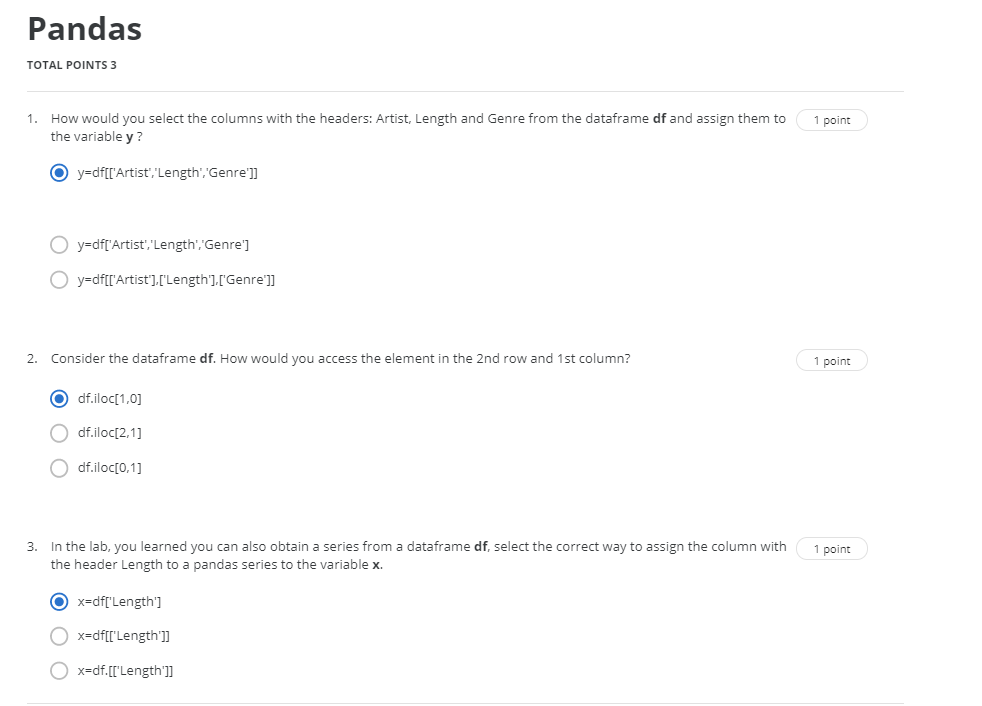 Pandas
TOTAL POINTS 3
1. How would you select the columns with the headers: Artist, Length and Genre from the dataframe df and assign them to 1 point
the variable y ?
y=df[['Artist','Length','Genre']]
y=df['Artist','Length','Genre']
y=df[['Artist'],['Length'],['Genre']]
2. Consider the dataframe df. How would you access the element in the 2nd row and 1st column? 1 point
df.iloc[1,0]
df.iloc[2,1]
df.iloc[0,1]
3. In the lab, you learned you can also obtain a series from a dataframe df, select the correct way to assign the column with 1 point
the header Length to a pandas series to the variable x.
x=df['Length']
x=df[['Length']]
x=df.[['Length']]